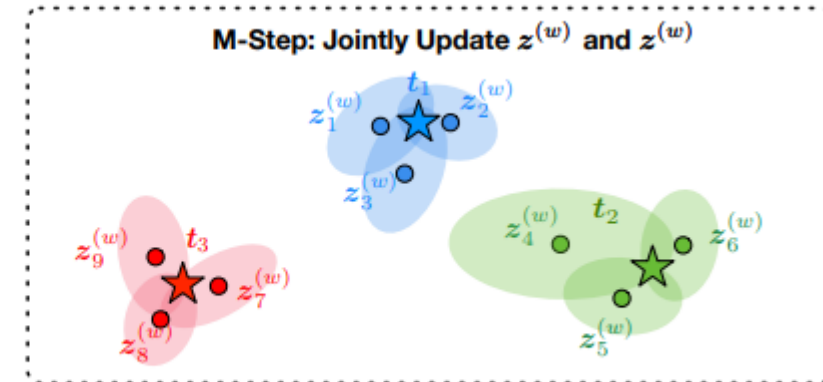 M-Step: Jointly Update z^(w) and z^(w)
t_1
z_1^(w)
z_2^(w)
z_3^(w)
t_2
z_4^(w)
z_6^(w)
z_5^(w)
t_3
z_9^(w)
z_7^(w)
z_8^(w)